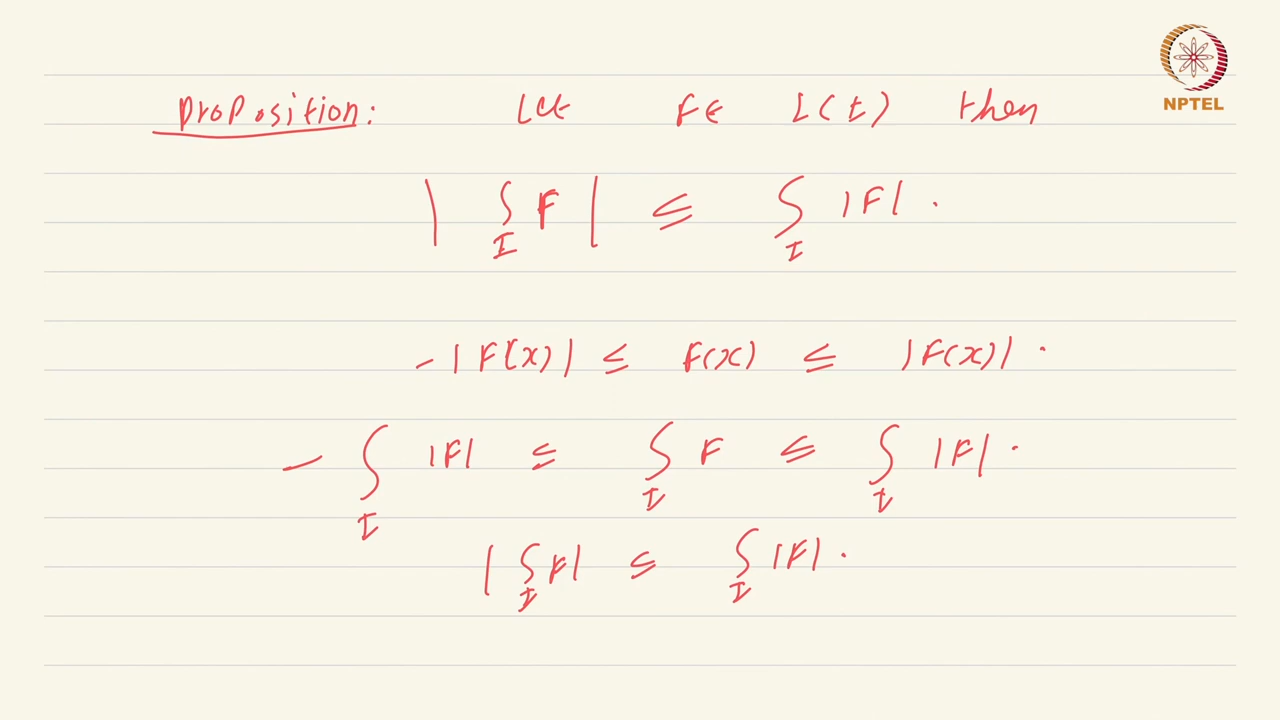 NPTEL
Proposition: Let F ∈ L(I) then
| ∫_I F | ≤ ∫_I |F| .
- |F(x)| ≤ F(x) ≤ |F(x)| .
- ∫_I |F| ≤ ∫_I F ≤ ∫_I |F| .
| ∫_I F| ≤ ∫_I |F| .